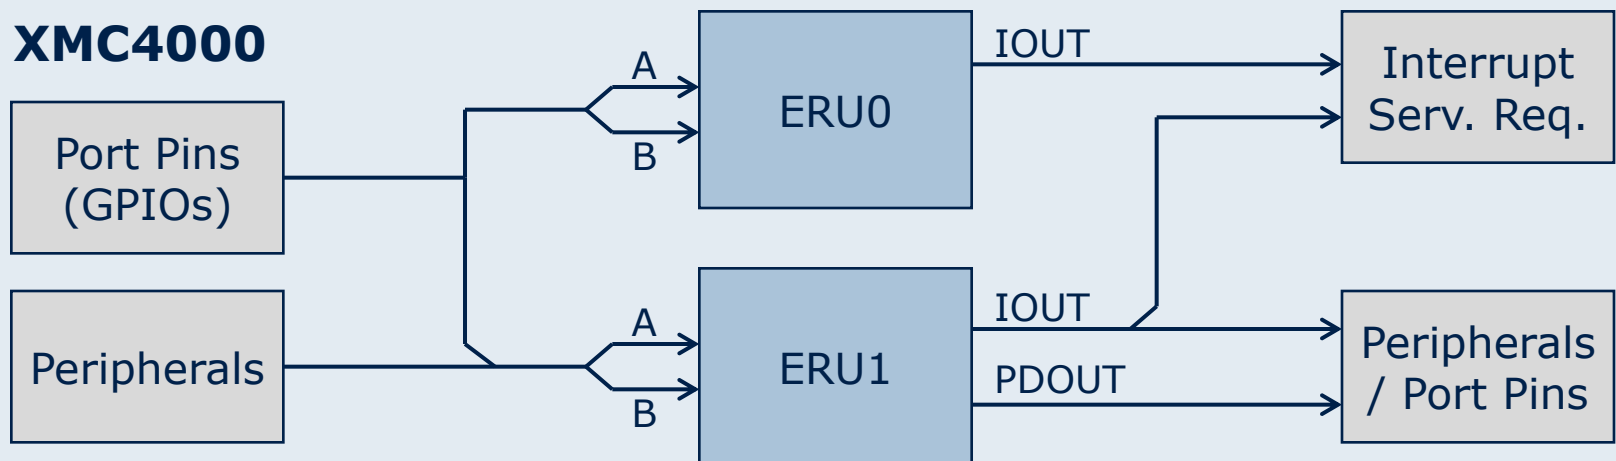 XMC4000
Port Pins
(GPIOs)
Peripherals
A
B
ERU0
A
B
ERU1
IOUT
IOUT
PDOUT
Interrupt
Serv. Req.
Peripherals
/ Port Pins